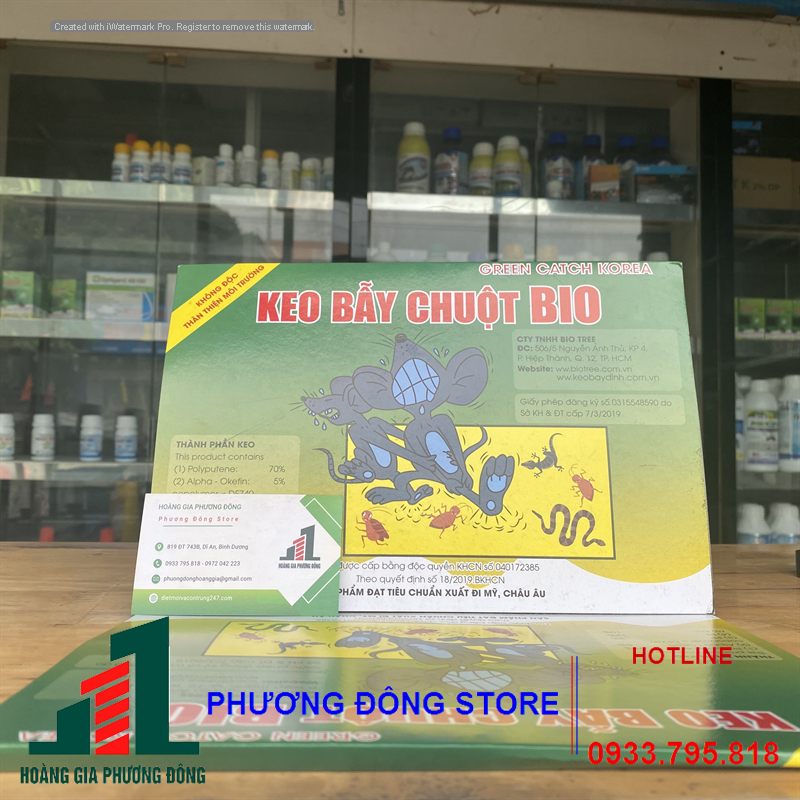 Created with iWatermark Pro. Register to remove this watermark.
GREEN CATCH KOREA
KHÔNG ĐỘC
THÂN THIỆN MÔI TRƯỜNG
KEO BẪY CHUỘT BIO
CTY TNHH BIO TREE
ĐC: 506/5 Nguyễn Ảnh Thủ, KP 4,
P. Hiệp Thành, Q. 12, TP, HCM
Website: ww.biotree.com.vn
ww.keobaydinh.com.vn
Giấy phép đăng ký số 0315548590 do
Sở KH & ĐT cấp 7/3/2019
THÀNH PHẦN KEO
This product contains
(1) Polyputene: 70%
(2) Alpha - Okefin: 5%
được cấp bằng độc quyền KHCN số 040172385
Theo quyết định số 18/2019.BKHCN
PHẨM ĐẠT TIÊU CHUẨN XUẤT ĐI MỸ, CHÂU ÂU
HOÀNG GIA PHƯƠNG ĐÔNG
Phương Đông Store
819 ĐT 743B, Dĩ An, Bình Dương
0933 795 818 - 0972 042 223
phuongdonghoanggia@gmail.com
dietmoivacontrung247.com
HOÀNG GIA PHƯƠNG ĐÔNG
KEO BẪY CHUỘT BIO
GREEN CATCH KOREA
HOTLINE
PHƯƠNG ĐÔNG STORE
0933.795.818
HOÀNG GIA PHƯƠNG ĐÔNG